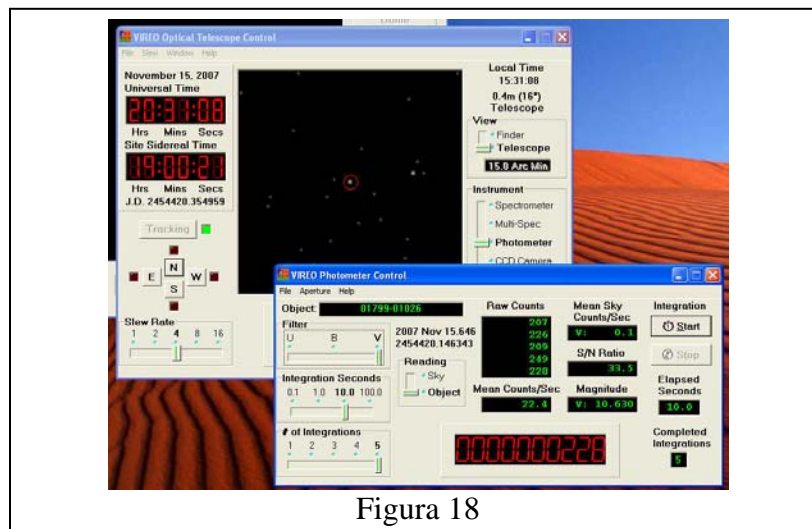 Dome
VIREO Optical Telescope Control
File Slew Window Help
November 15, 2007
Universal Time
20:31:08
Hrs Mins Secs
Site Sidereal Time
19:00:21
Hrs Mins Secs
J.D. 2454420.354959
Tracking
N
E W
S
Slew Rate
1 2 4 8 16
Local Time
15:31:08
0.4m (16")
Telescope
View
Finder
Telescope
15.0 Arc Min
Instrument
Spectrometer
Multi-Spec
Photometer
CCD Camera
VIREO Photometer Control
File Aperture Help
Object: 01799-01026
Filter
U B V
Integration Seconds
0.1 1.0 10.0 100.0
# of Integrations
1 2 3 4 5
2007 Nov 15.646
2454420.146343
Reading
Sky
Object
Raw Counts
207
226
209
249
228
Mean Counts/Sec
22.4
Mean Sky
Counts/Sec
V: 0.1
S/N Ratio
33.5
Magnitude
V: 10.630
Integration
Start
Stop
Elapsed
Seconds
10.0
Completed
Integrations
5
0000000228
Figura 18